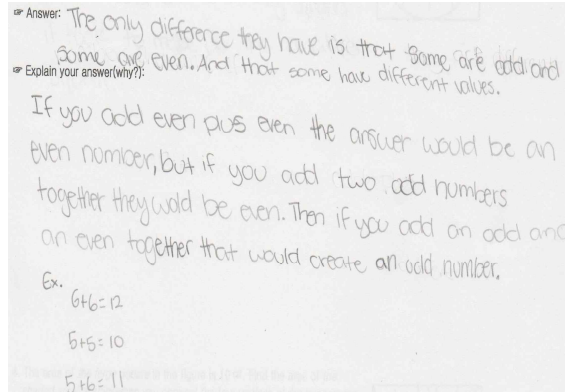 ☞ Answer: The only difference they have is that some are odd and
some are even. And that some have different values.
☞ Explain your answer(why?):
If you add even plus even the answer would be an
even nomber, but if you add two odd numbers
together they wold be even. Then if you add an odd and
an even together that would create an odd number.
Ex.
6+6=12
5+5=10
5+6=11